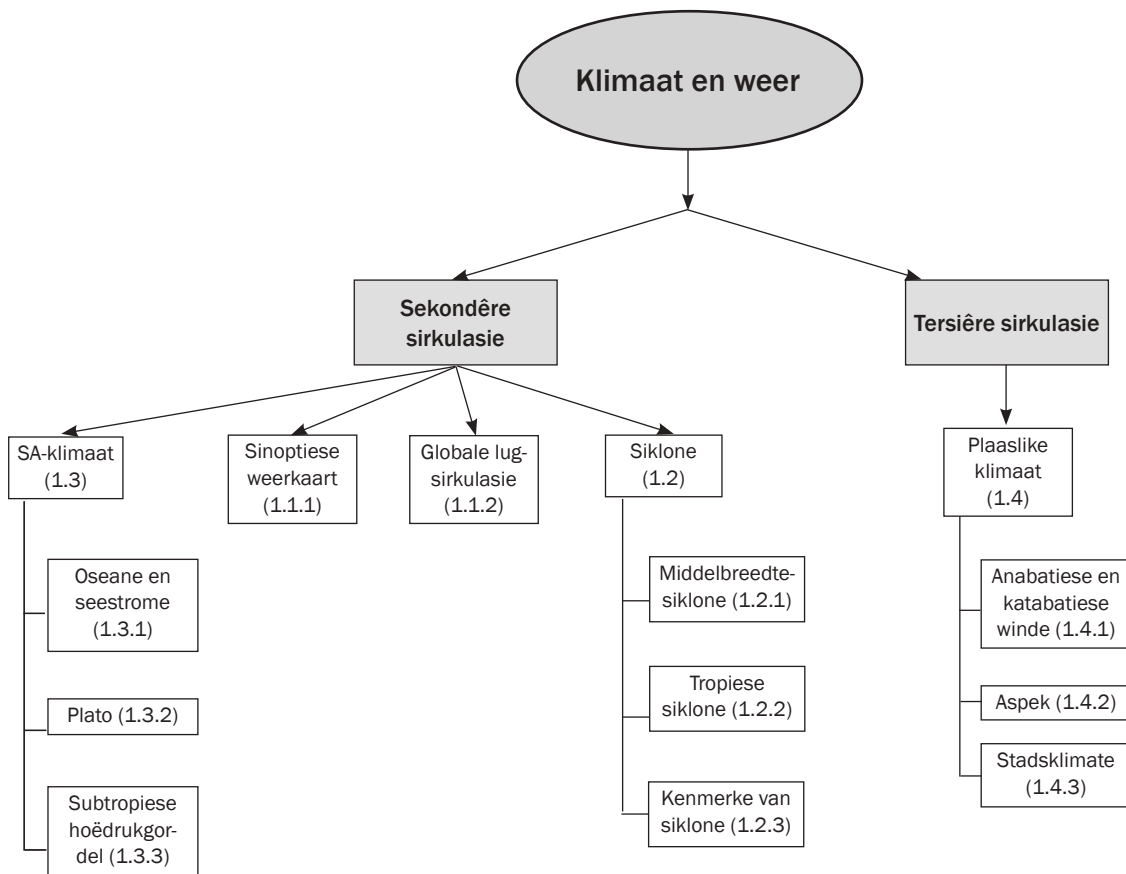 Klimaat en weer
Sekondêre
sirkulasie
Tersiêre sirkulasie
SA-klimaat
(1.3)
Sinoptiese
weerkaart
(1.1.1)
Globale lug-
sirkulasie
(1.1.2)
Siklone
(1.2)
Plaaslike
klimaat
(1.4)
Oseane en
seestrome
(1.3.1)
Plato (1.3.2)
Subtropiese
hoëdrukgor-
del (1.3.3)
Middelbreedte-
siklone (1.2.1)
Tropiese
siklone (1.2.2)
Kenmerke van
siklone (1.2.3)
Anabatiese en
katabatiese
winde (1.4.1)
Aspek (1.4.2)
Stadsklimate
(1.4.3)